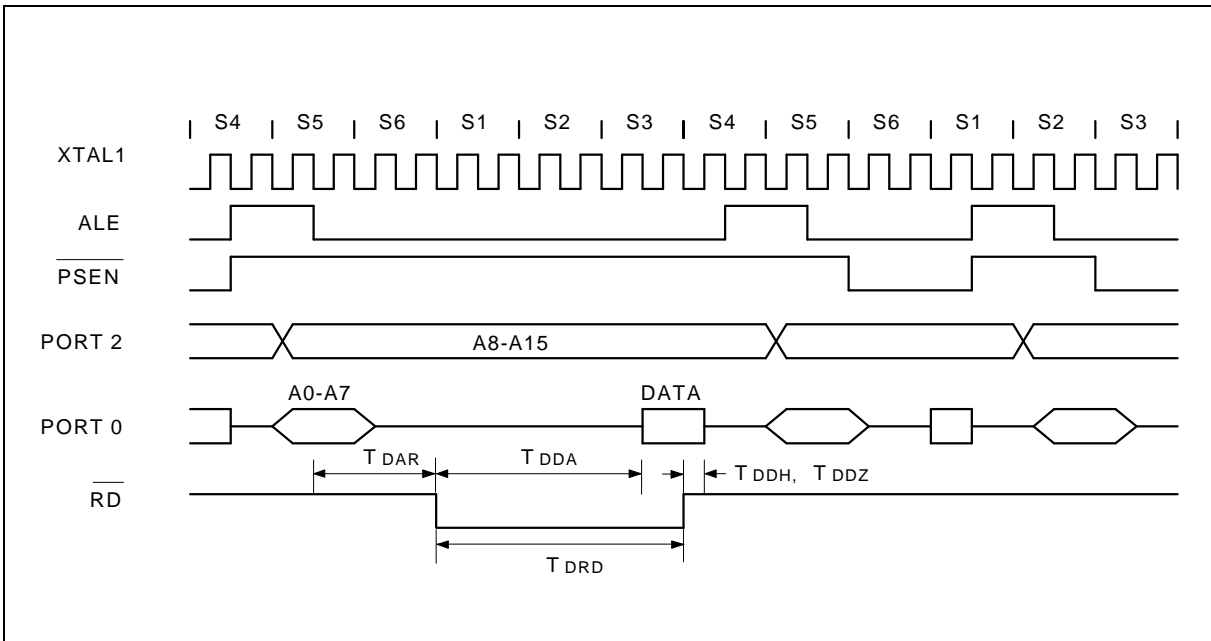 S4 S5 S6 S1 S2 S3 S4 S5 S6 S1 S2 S3
XTAL1
ALE
PSEN
PORT 2
A8-A15
A0-A7 DATA
PORT 0
T DAR T DDA T DDH, T DDZ
RD
T DRD